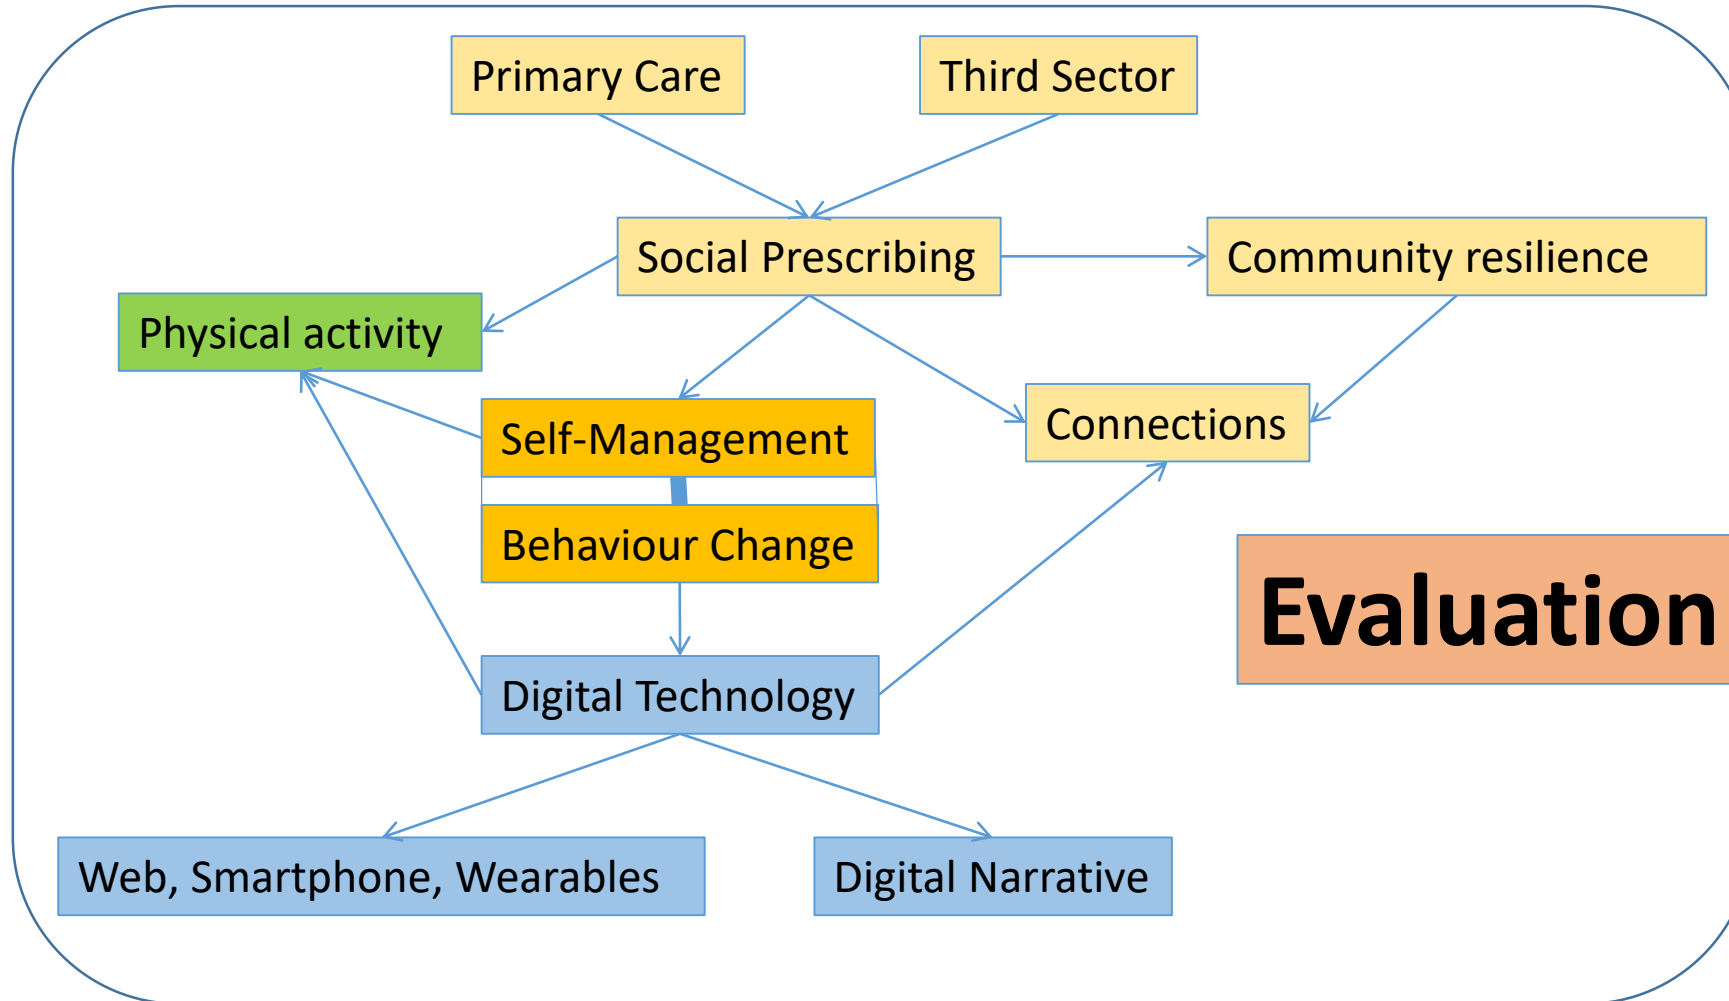 Primary Care
Third Sector
Social Prescribing
Community resilience
Physical activity
Self-Management
Connections
Behaviour Change
Evaluation
Digital Technology
Web, Smartphone, Wearables
Digital Narrative